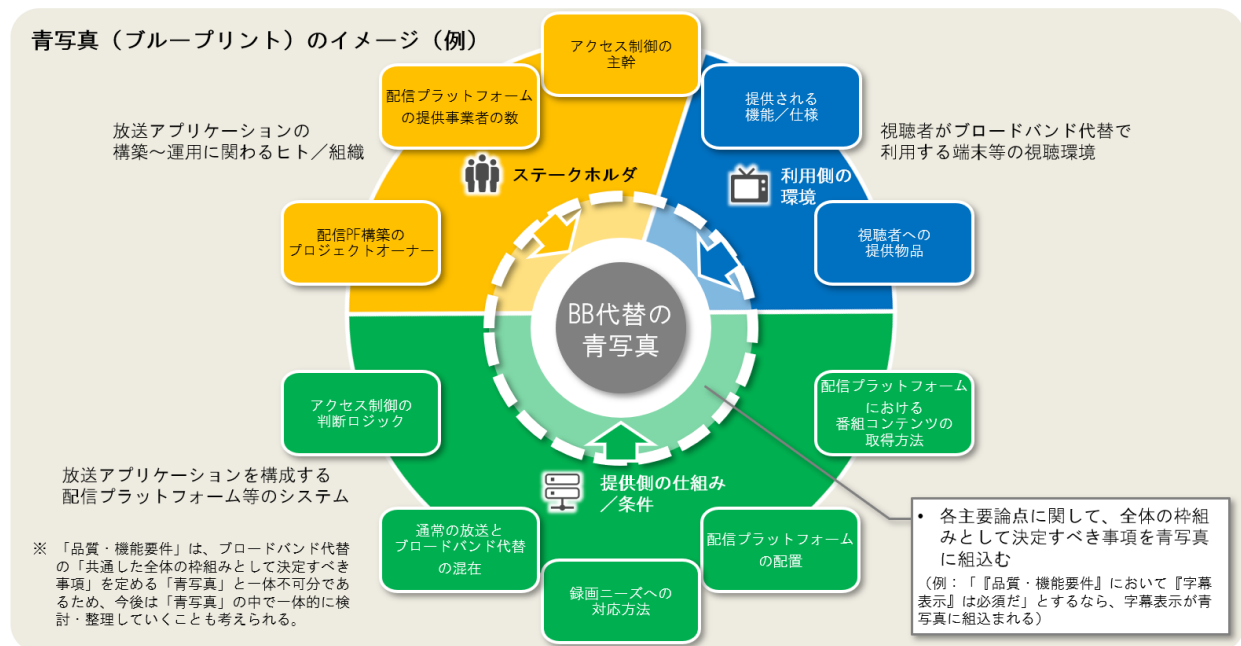 青写真（ブループリント）のイメージ（例）
アクセス制御の
主幹
配信プラットフォーム
の提供事業者の数
提供される
機能／仕様
放送アプリケーションの
構築～運用に関わるヒト／組織
視聴者がブロードバンド代替で
利用する端末等の視聴環境
ステークホルダ
利用側の
環境
配信PF構築の
プロジェクトオーナー
視聴者への
提供物品
BB代替の
青写真
アクセス制御の
判断ロジック
配信プラットフォーム
における
番組コンテンツの
取得方法
放送アプリケーションを構成する
配信プラットフォーム等のシステム
提供側の仕組み
／条件
通常の放送と
ブロードバンド代替
の混在
配信プラットフォーム
の配置
録画ニーズへの
対応方法
※ 「品質・機能要件」は、ブロードバンド代替
の「共通した全体の枠組みとして決定すべき
事項」を定める「青写真」と一体不可分であ
るため、今後は「青写真」の中で一体的に検
討・整理していくことも考えられる。
• 各主要論点に関して、全体の枠組
みとして決定すべき事項を青写真
に組込む
（例：「『品質・機能要件』において『字幕
表示』は必須だ」とするなら、字幕表示が青
写真に組込まれる）